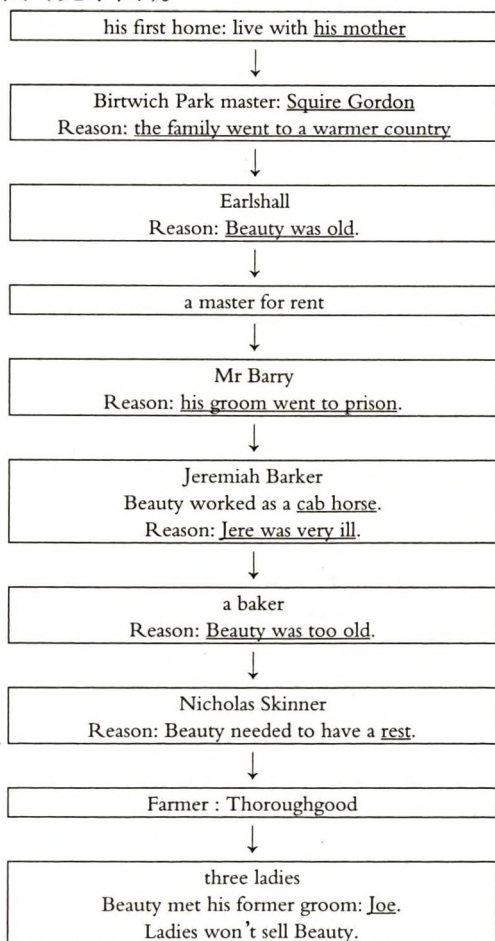 his first home: live with his mother
↓
Birtwich Park master: Squire Gordon
Reason: the family went to a warmer country
↓
Earlshall
Reason: Beauty was old.
↓
a master for rent
↓
Mr Barry
Reason: his groom went to prison.
↓
Jeremiah Barker
Beauty worked as a cab horse.
Reason: Jere was very ill.
↓
a baker
Reason: Beauty was too old.
↓
Nicholas Skinner
Reason: Beauty needed to have a rest.
↓
Farmer : Thoroughgood
↓
three ladies
Beauty met his former groom: Joe.
Ladies won't sell Beauty.